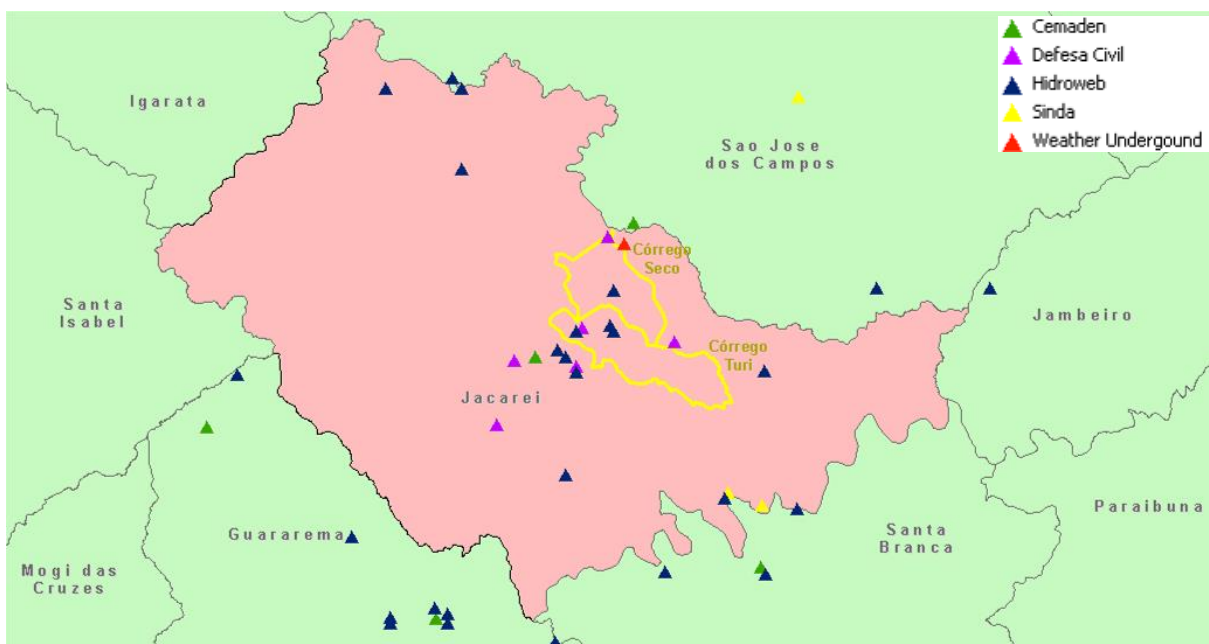 Cemaden
Defesa Civil
Hidroweb
Sinda
Weather Undergound
Igarata
Sao Jose
dos Campos
Córrego
Seco
Santa
Isabel
Jambeiro
Córrego
Turi
Jacarei
Paraibuna
Guararema
Santa
Branca
Mogi das
Cruzes